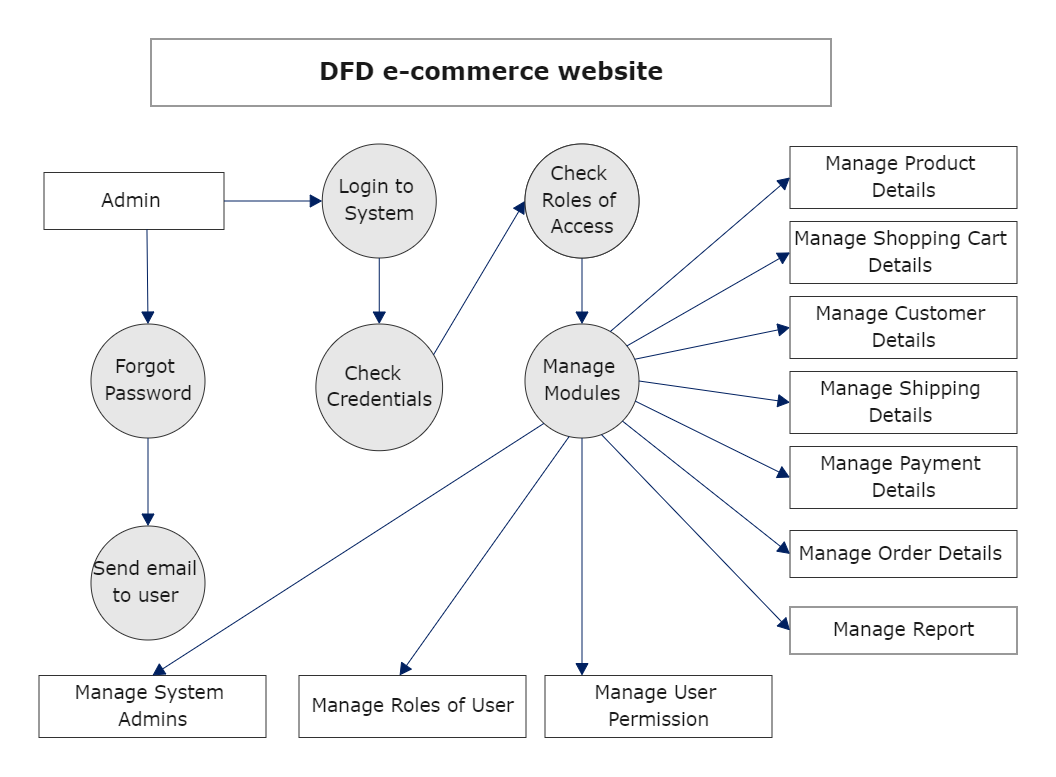 DFD e-commerce website
Admin
Login to
System
Check
Roles of
Access
Forgot
Password
Check
Credentials
Manage
Modules
Send email
to user
Manage Product
Details
Manage Shopping Cart
Details
Manage Customer
Details
Manage Shipping
Details
Manage Payment
Details
Manage Order Details
Manage Report
Manage System
Admins
Manage Roles of User
Manage User
Permission